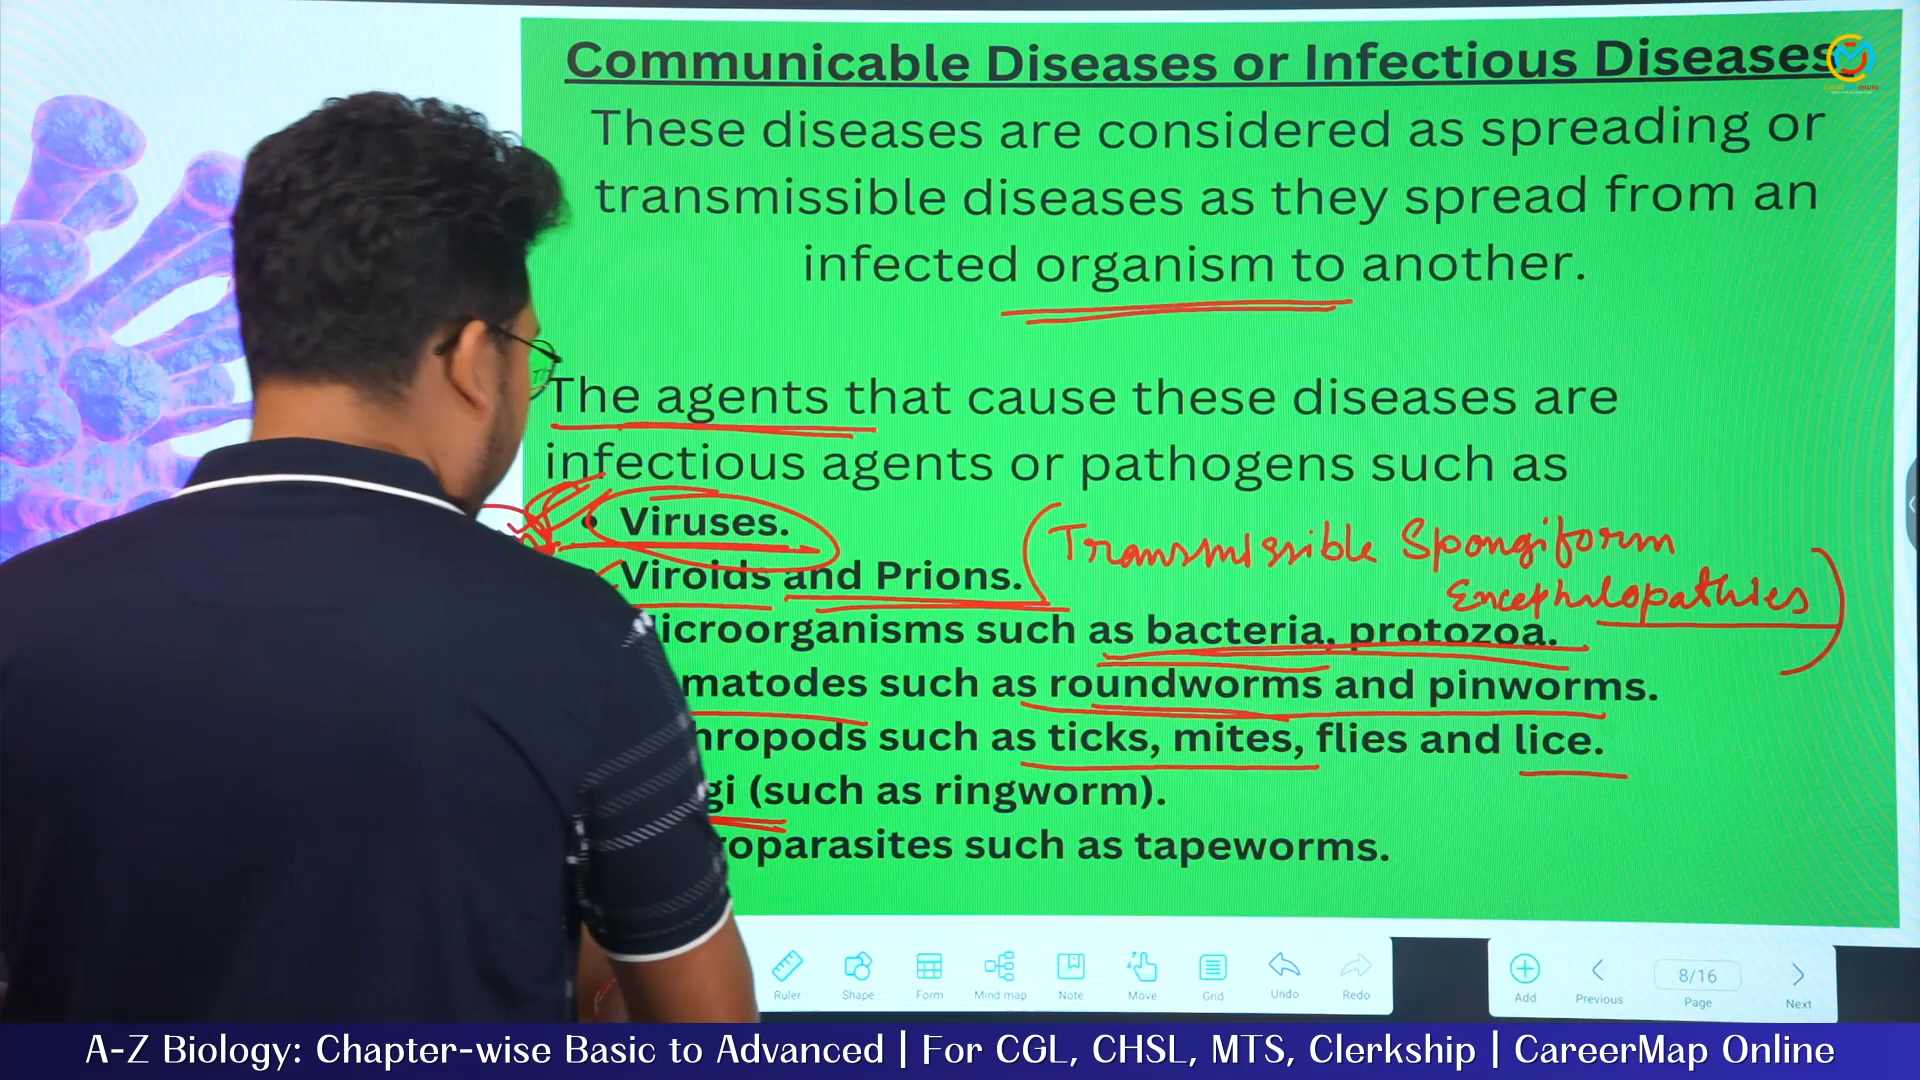 Communicable Diseases or Infectious Diseases
These diseases are considered as spreading or
transmissible diseases as they spread from an
infected organism to another.
The agents that cause these diseases are
infectious agents or pathogens such as
• Viruses.
Viroids and Prions.
(Transmissible Spongiform
Encephalopathies)
icroorganisms such as bacteria, protozoa.
matodes such as roundworms and pinworms.
hropods such as ticks, mites, flies and lice.
gi (such as ringworm).
roparasites such as tapeworms.
Ruler
Shape
Form
Mind map
Note
Move
Grid
Undo
Redo
Add
Previous
8/16
Page
Next
A-Z Biology: Chapter-wise Basic to Advanced | For CGL, CHSL, MTS, Clerkship | CareerMap Online